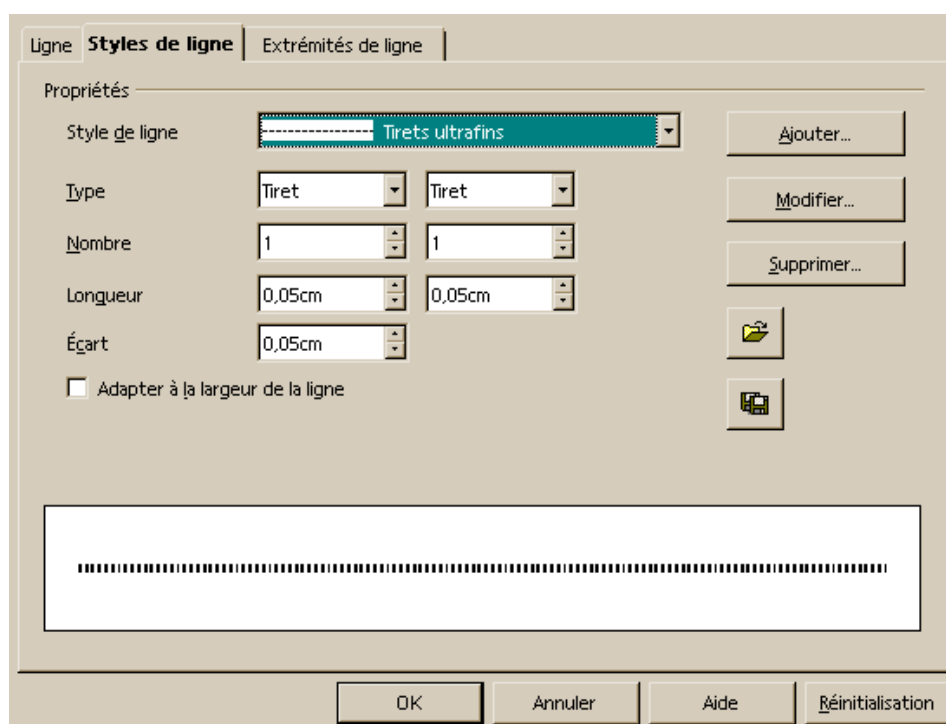 Ligne Styles de ligne Extrémités de ligne
Propriétés
Style de ligne Tirets ultrafins Ajouter...
Type Tiret Tiret Modifier...
Nombre 1 1
Supprimer...
Longueur 0,05cm 0,05cm
Écart 0,05cm
Adapter à la largeur de la ligne
OK Annuler Aide Réinitialisation